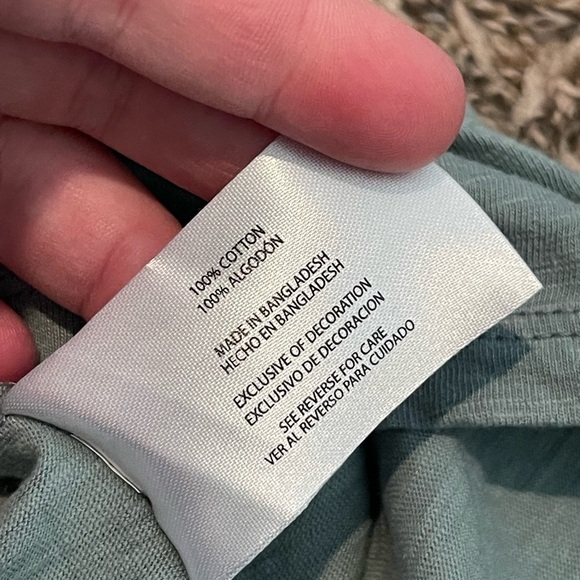 100% COTTON
100% ALGODÓN
MADE IN BANGLADESH
HECHO EN BANGLADESH
EXCLUSIVE OF DECORATION
EXCLUSIVO DE DECORACION
SEE REVERSE FOR CARE
VER AL REVERSO PARA CUIDADO